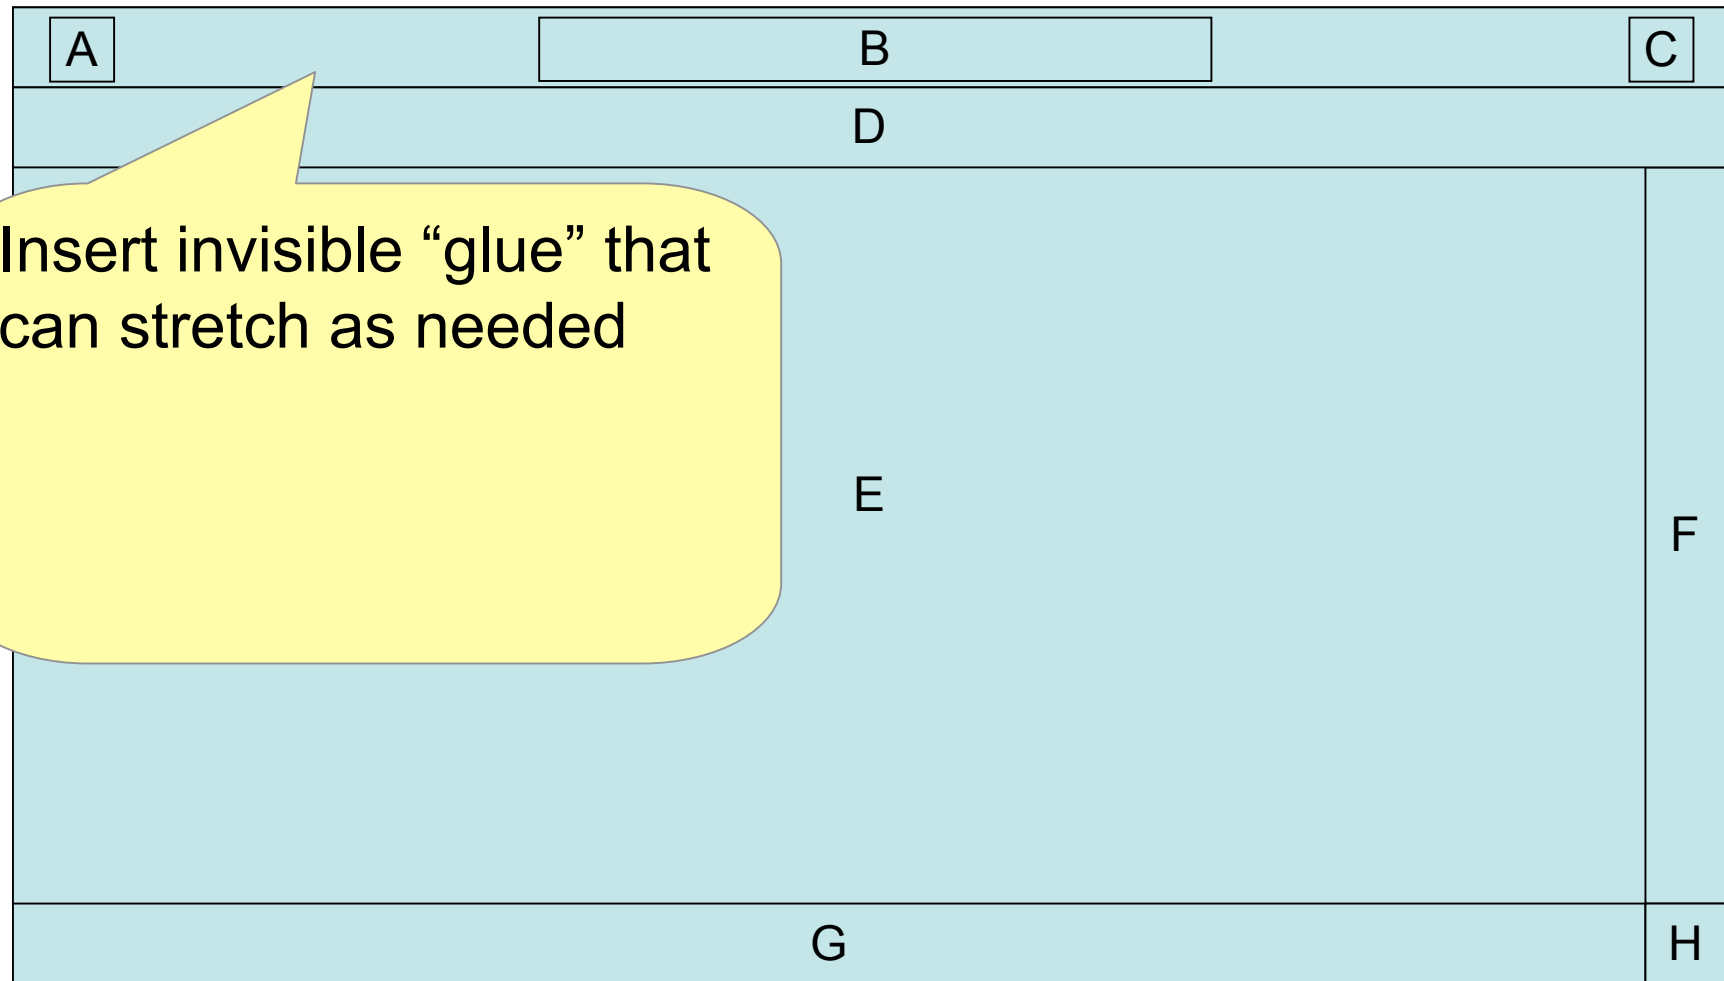 A
B
C
D
Insert invisible “glue” that
can stretch as needed
E
F
G
H